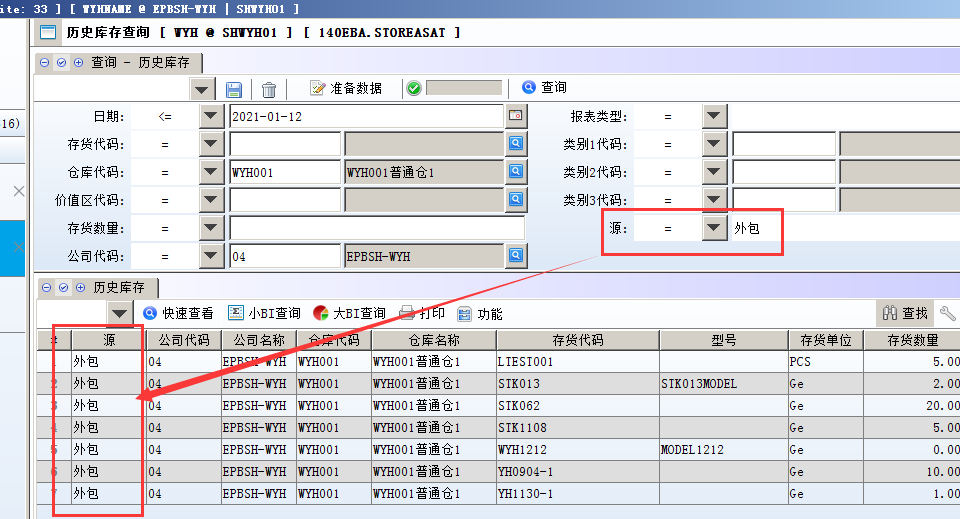 ite: 33 ] [ WYHNAME @ EPBSH-WYH | SHWYH01 ]
历史库存查询 [ WYH @ SHWYH01 ] [ 140EBA.STOREASAT ]
查询 - 历史库存
准备数据 查询
日期: <= 2021-01-12 报表类型: =
16) 存货代码: = 类别1代码: =
仓库代码: = WYH001 WYH001普通仓1 类别2代码: =
价值区代码: = 类别3代码: =
存货数量: = 源: = 外包
公司代码: = 04 EPBSH-WYH
历史库存
快速查看 小BI查询 大BI查询 打印 功能 查找
# 源 公司代码 公司名称 仓库代码 仓库名称 存货代码 型号 存货单位 存货数量
外包 04 EPBSH-WYH WYH001 WYH001普通仓1 LTEST001 PCS 5.00
2 外包 04 EPBSH-WYH WYH001 WYH001普通仓1 STK013 STK013MODEL Ge 2.00
3 外包 04 EPBSH-WYH WYH001 WYH001普通仓1 STK062 Ge 20.00
4 外包 04 EPBSH-WYH WYH001 WYH001普通仓1 STK1108 Ge 5.00
5 外包 04 EPBSH-WYH WYH001 WYH001普通仓1 WYH1212 MODEL1212 Ge 0.00
6 外包 04 EPBSH-WYH WYH001 WYH001普通仓1 YH0904-1 Ge 10.00
7 外包 04 EPBSH-WYH WYH001 WYH001普通仓1 YH1130-1 Ge 1.00